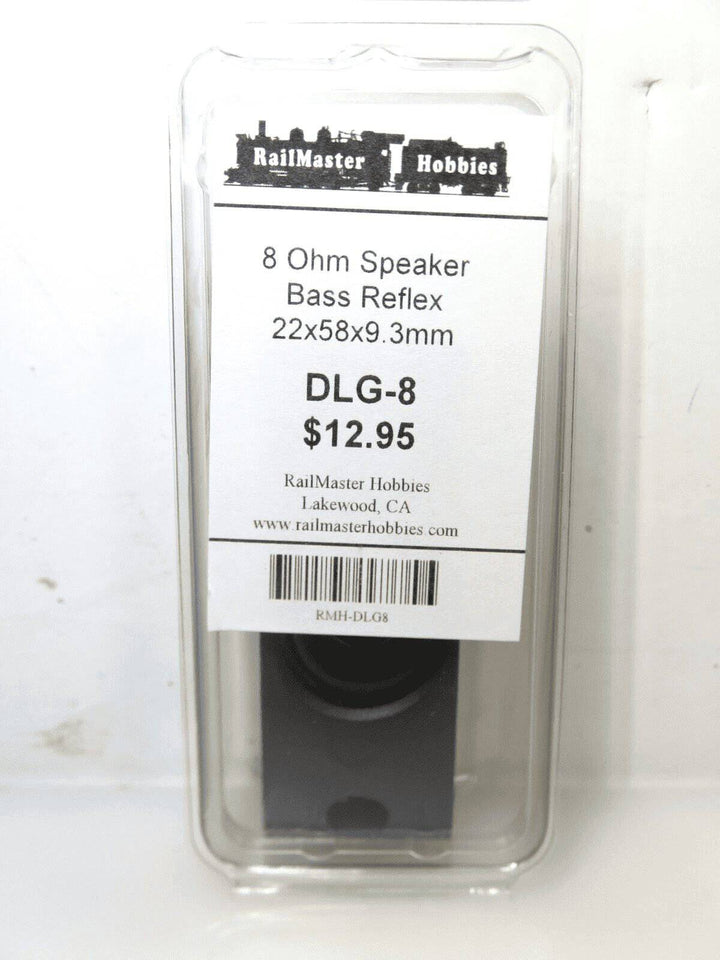 RailMaster Hobbies
8 Ohm Speaker
Bass Reflex
22x58x9.3mm
DLG-8
$12.95
RailMaster Hobbies
Lakewood, CA
www.railmasterhobbies.com
RMH-DLG8